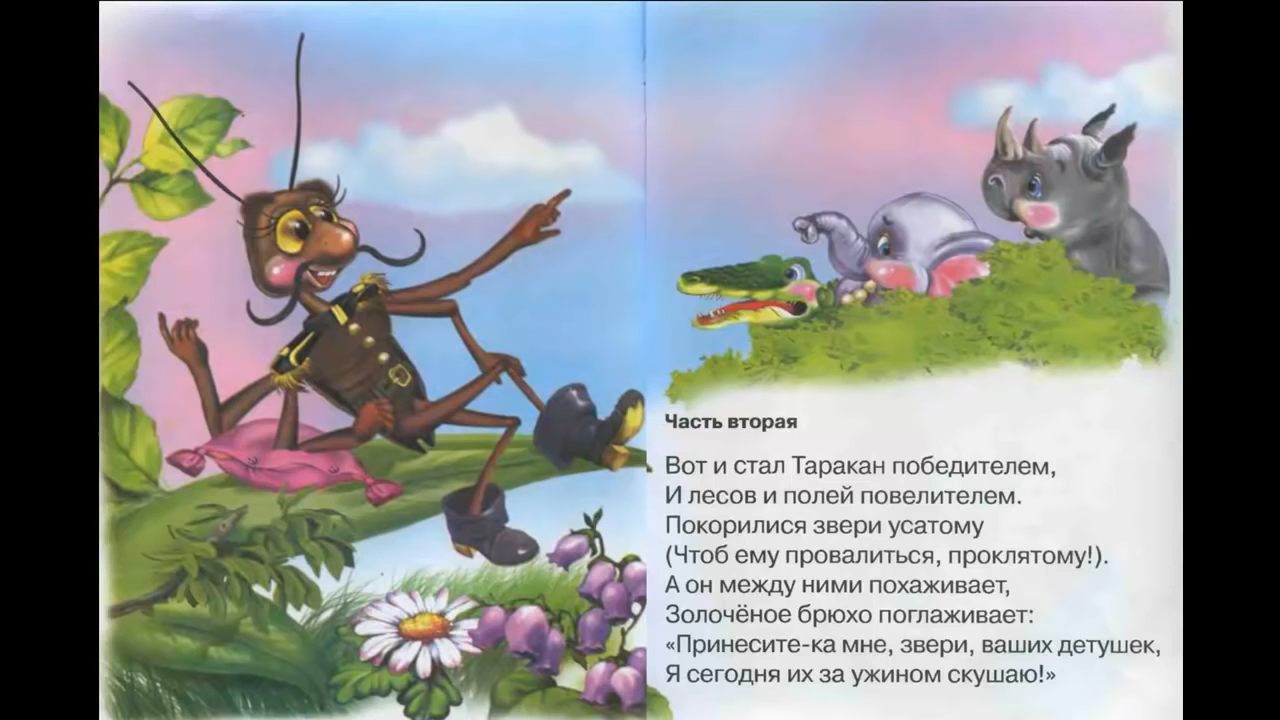 Часть вторая
Вот и стал Таракан победителем,
И лесов и полей повелителем.
Покорилися звери усатому
(Чтоб ему провалиться, проклятому!).
А он между ними похаживает,
Золочёное брюхо поглаживает:
«Принесите-ка мне, звери, ваших детушек,
Я сегодня их за ужином скушаю!»